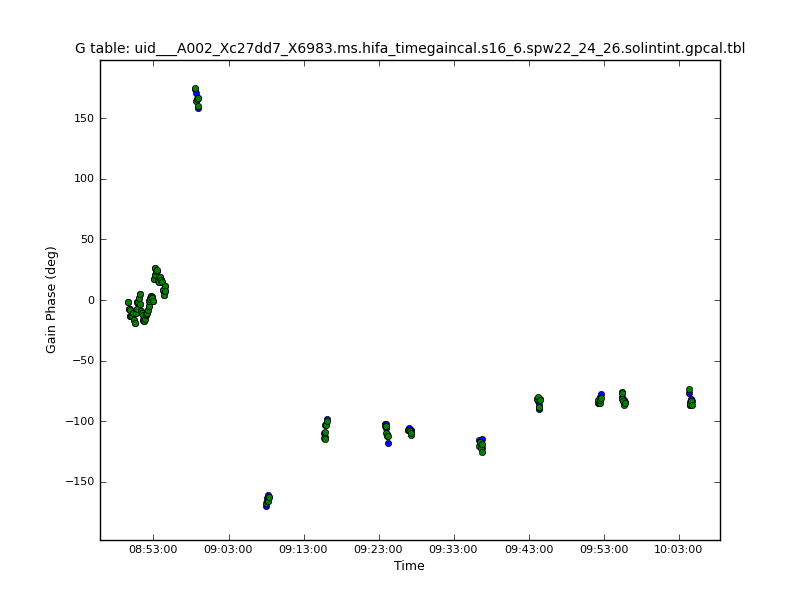 G table: uid___A002_Xc27dd7_X6983.ms.hifa_timegaincal.s16_6.spw22_24_26.solintint.gpcal.tbl
150
100
50
0
−50
−100
−150
Gain Phase (deg)
08:53:00 09:03:00 09:13:00 09:23:00 09:33:00 09:43:00 09:53:00 10:03:00
Time